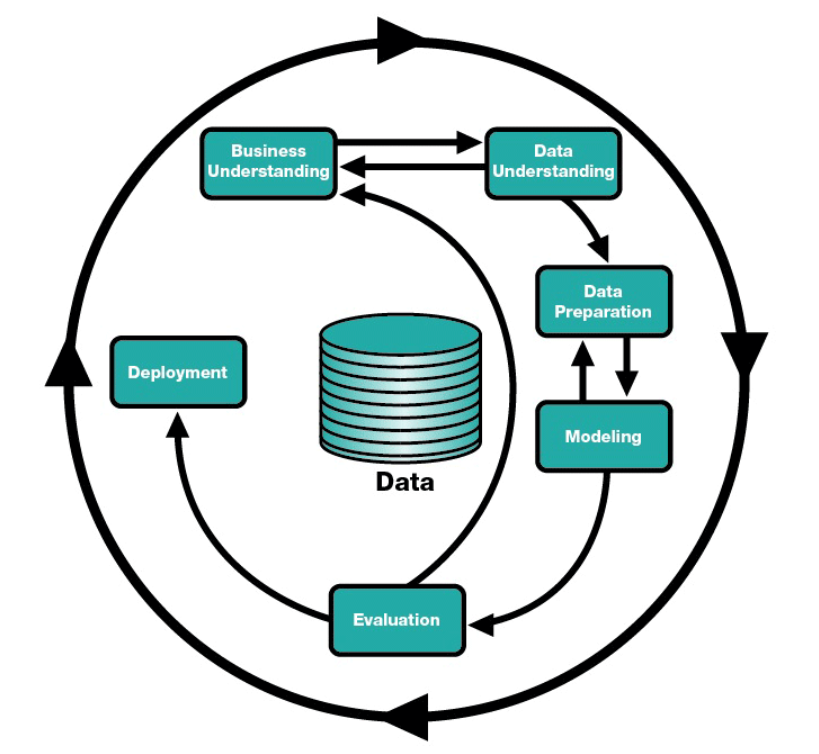 Business
Understanding
Data
Understanding
Data
Preparation
Deployment
Modeling
Data
Evaluation